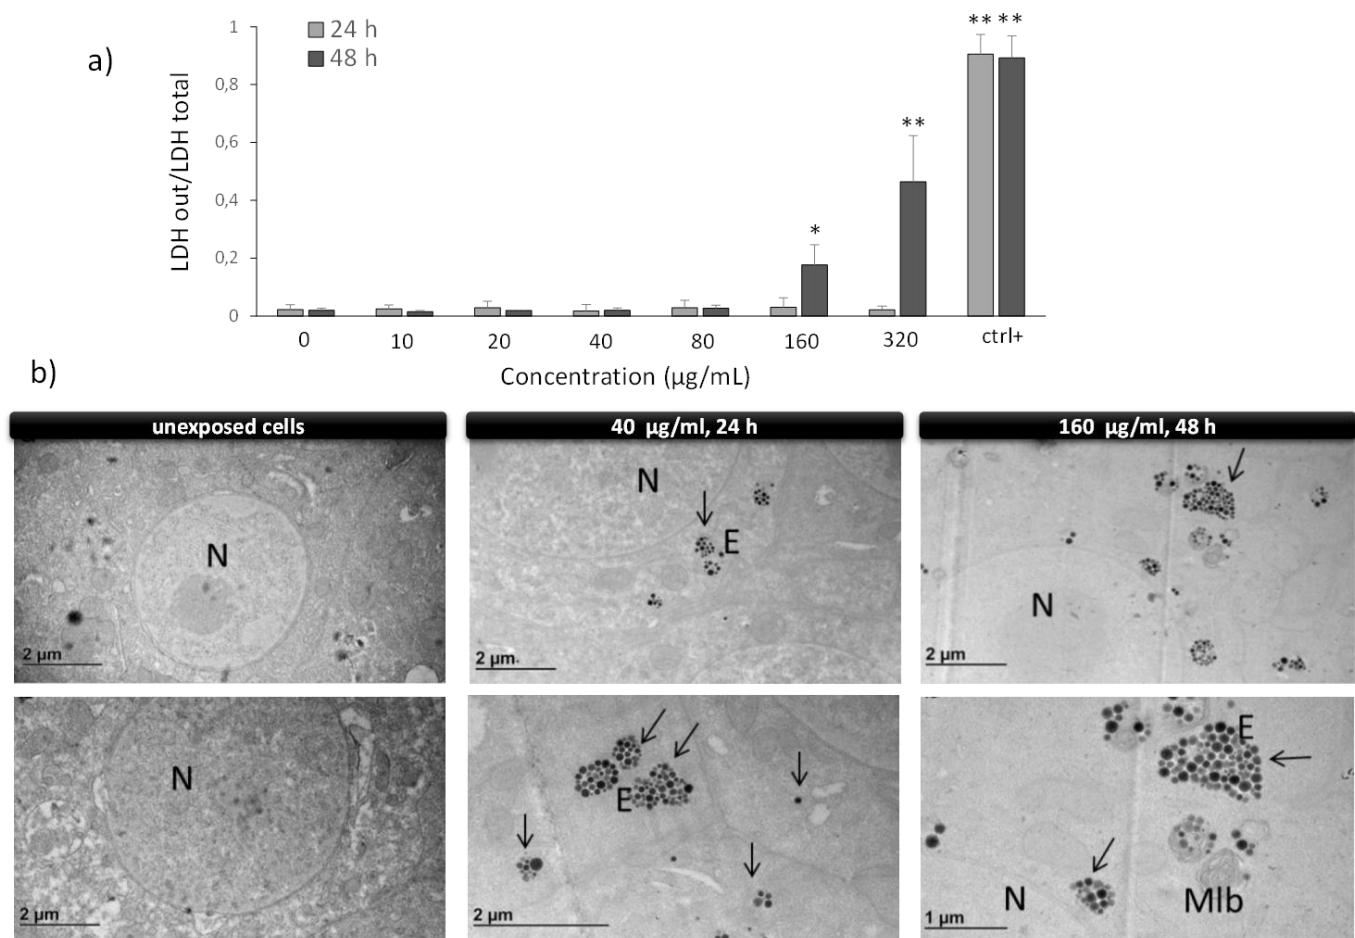 a)
LDH out/LDH total
1
0,8
0,6
0,4
0,2
0
24 h
48 h
*
**
** **
0 10 20 40 80 160 320 ctrl+
Concentration (µg/mL)
b)
unexposed cells
40 µg/ml, 24 h
160 µg/ml, 48 h
N
2 µm
N
E
2 µm
N
2 µm
N
2 µm
E
2 µm
E
N
Mlb
1 µm